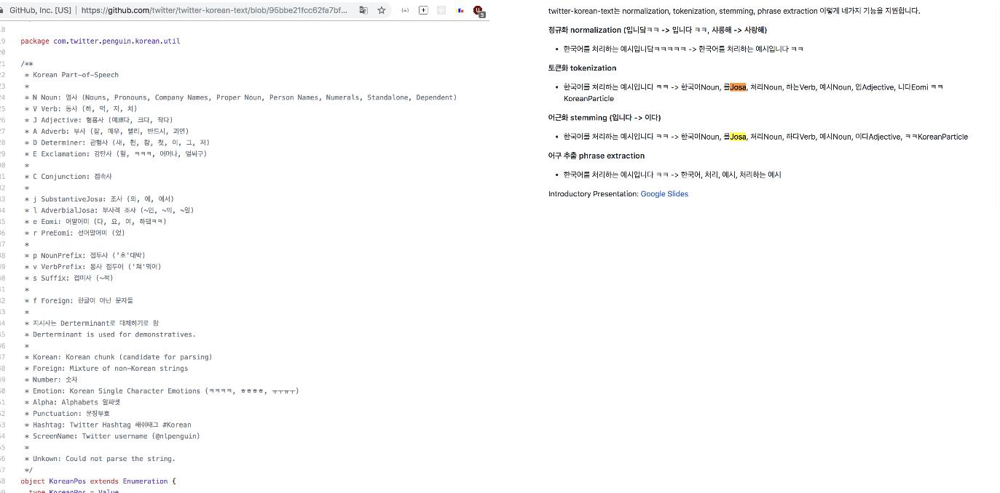 GitHub, Inc. [US] | https://github.com/twitter/twitter-korean-text/blob/95bbe21fcc62fa7bf...
package com.twitter.penguin.korean.util
/**
* Korean Part-of-Speech
*
* N Noun: 명사 (Nouns, Pronouns, Company Names, Proper Noun, Person Names, Numerals, Standalone, Dependent)
* V Verb: 동사 (하, 먹, 자, 차)
* J Adjective: 형용사 (예쁘다, 크다, 작다)
* A Adverb: 부사 (잘, 매우, 빨리, 반드시, 과연)
* D Determiner: 관형사 (새, 헌, 참, 첫, 이, 그, 저)
* E Exclamation: 감탄사 (헐, ㅋㅋㅋ, 어머나, 얼씨구)
*
* C Conjunction: 접속사
*
* j SubstantiveJosa: 조사 (의, 에, 에서)
* l AdverbialJosa: 부사격 조사 (~인, ~의, ~일)
* e Eomi: 어말어미 (다, 요, 여, 하댘ㅋㅋ)
* r PreEomi: 선어말어미 (었)
*
* p NounPrefix: 접두사 ('초'대박)
* v VerbPrefix: 동사 접두어 ('쳐'먹어)
* s Suffix: 접미사 (~적)
*
* f Foreign: 한글이 아닌 문자들
*
* 지시사는 Derterminant로 대체하기로 함
* Derterminant is used for demonstratives.
*
* Korean: Korean chunk (candidate for parsing)
* Foreign: Mixture of non-Korean strings
* Number: 숫자
* Emotion: Korean Single Character Emotions (ㅋㅋㅋㅋ, ㅎㅎㅎㅎ, ㅠㅜㅠㅜ)
* Alpha: Alphabets 알파벳
* Punctuation: 문장부호
* Hashtag: Twitter Hashtag 해쉬태그 #Korean
* ScreenName: Twitter username (@nlpenguin)
*
* Unkown: Could not parse the string.
*/
object KoreanPos extends Enumeration {
type KoreanPos = Value
twitter-korean-text는 normalization, tokenization, stemming, phrase extraction 이렇게 네가지 기능을 지원합니다.
정규화 normalization (입니닼ㅋㅋ -> 입니다 ㅋㅋ, 사릉해 -> 사랑해)
• 한국어를 처리하는 예시입니닼ㅋㅋㅋㅋㅋ -> 한국어를 처리하는 예시입니다 ㅋㅋ
토큰화 tokenization
• 한국어를 처리하는 예시입니다 ㅋㅋ -> 한국어Noun, 를Josa, 처리Noun, 하는Verb, 예시Noun, 입Adjective, 니다Eomi ㅋㅋ
KoreanParticle
어근화 stemming (입니다 -> 이다)
• 한국어를 처리하는 예시입니다 ㅋㅋ -> 한국어Noun, 를Josa, 처리Noun, 하다Verb, 예시Noun, 이다Adjective, ㅋㅋKoreanParticle
어구 추출 phrase extraction
• 한국어를 처리하는 예시입니다 ㅋㅋ -> 한국어, 처리, 예시, 처리하는 예시
Introductory Presentation: Google Slides